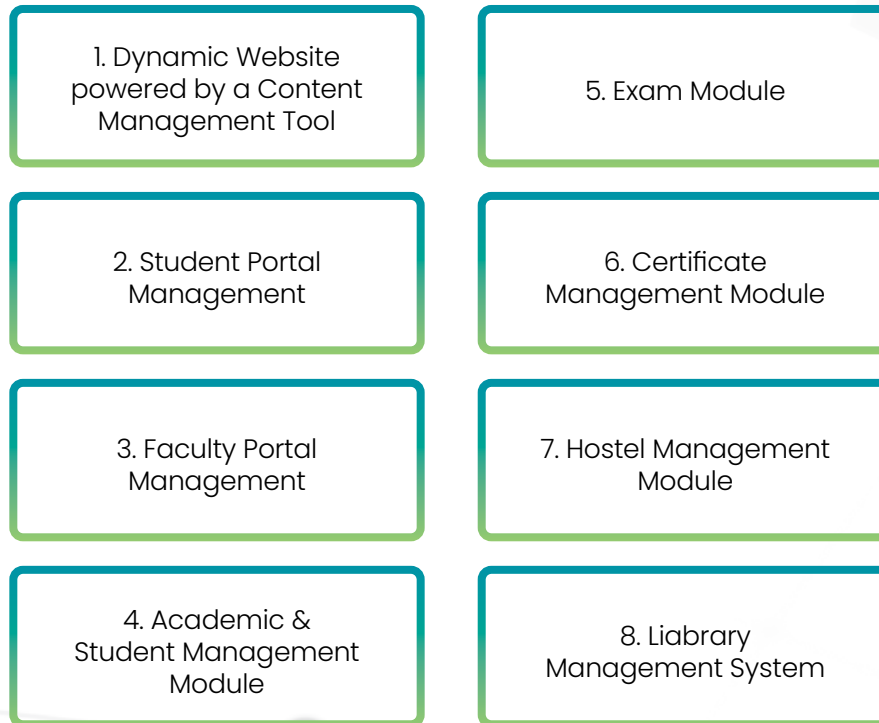 1. Dynamic Website
powered by a Content
Management Tool
2. Student Portal
Management
3. Faculty Portal
Management
4. Academic &
Student Management
Module
5. Exam Module
6. Certificate
Management Module
7. Hostel Management
Module
8. Liabrary
Management System